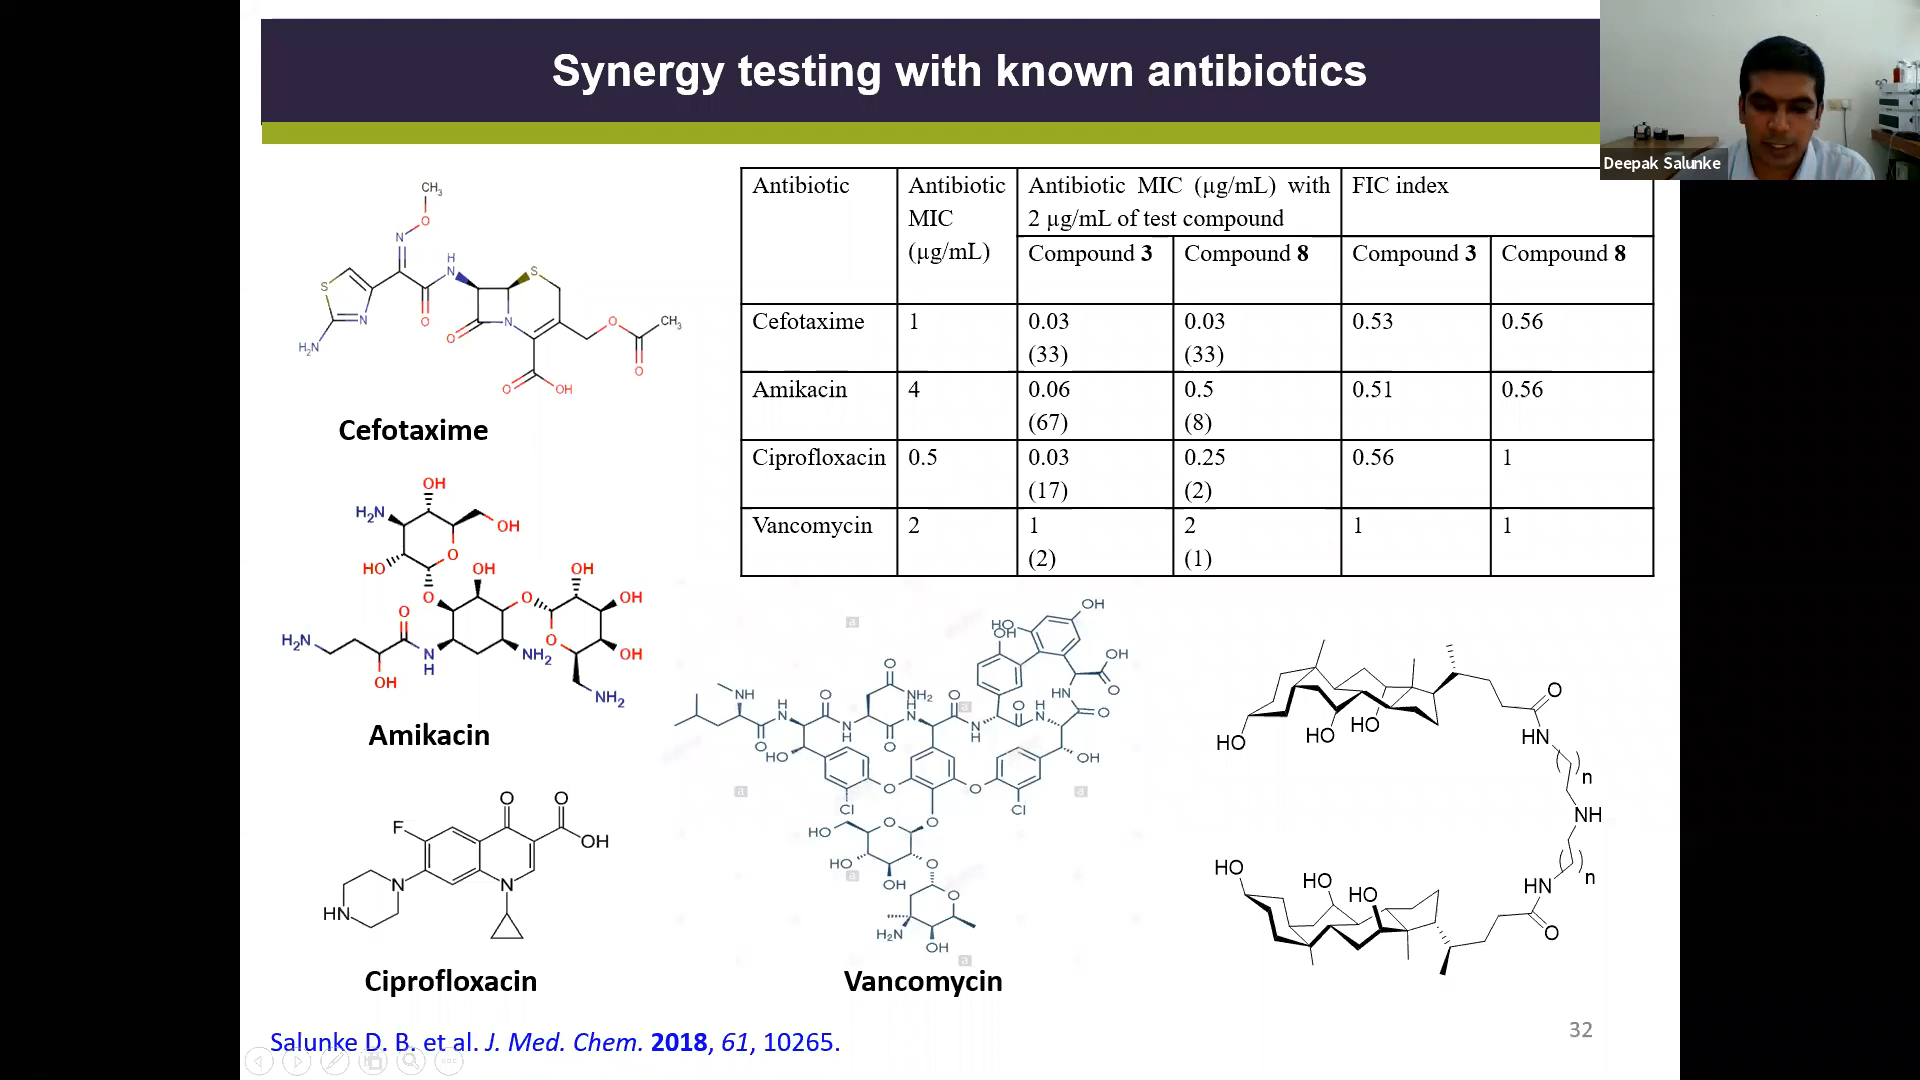 Synergy testing with known antibiotics
Deepak Salunke
Antibiotic
Antibiotic MIC (µg/mL)
Antibiotic MIC (µg/mL) with 2 µg/mL of test compound
FIC index
Compound 3
Compound 8
Compound 3
Compound 8
Cefotaxime
1
0.03
(33)
0.03
(33)
0.53
0.56
Amikacin
4
0.06
(67)
0.5
(8)
0.51
0.56
Ciprofloxacin
0.5
0.03
(17)
0.25
(2)
0.56
1
Vancomycin
2
1
(2)
2
(1)
1
1
Cefotaxime
Amikacin
Ciprofloxacin
Vancomycin
Salunke D. B. et al. J. Med. Chem. 2018, 61, 10265.
32